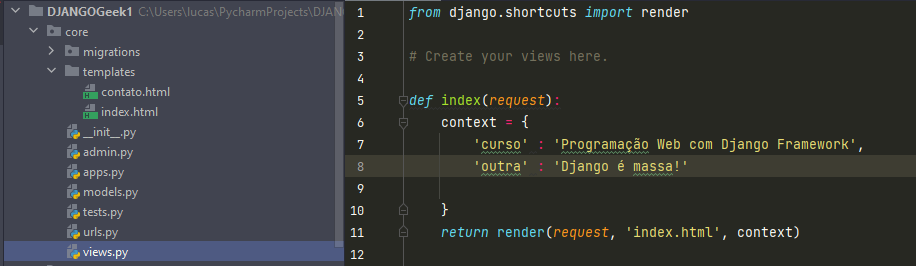 DJANGOGeek1 C:\Users\lucas\PycharmProjects\DJANG
core
migrations
templates
contato.html
index.html
__init__.py
admin.py
apps.py
models.py
tests.py
urls.py
views.py
1 from django.shortcuts import render
2
3 # Create your views here.
4
5 def index(request):
6 context = {
7 'curso' : 'Programação Web com Django Framework',
8 'outra' : 'Django é massa!'
9
10 }
11 return render(request, 'index.html', context)
12